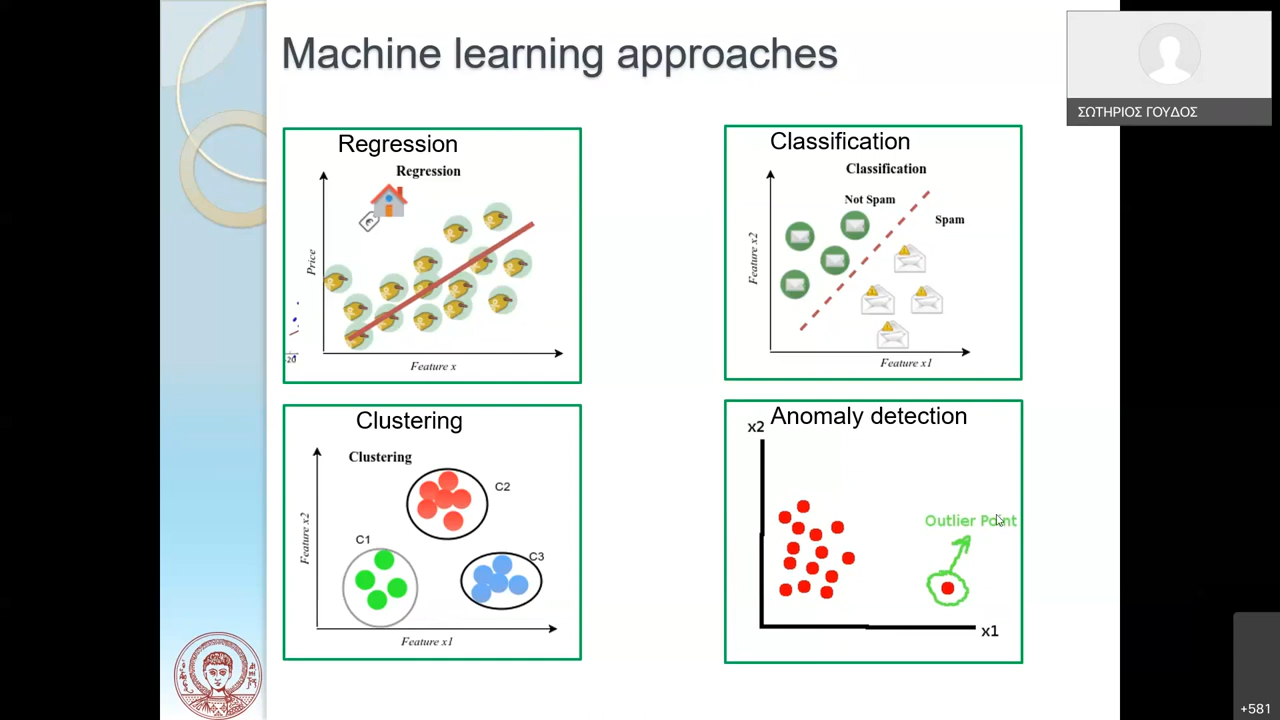 Machine learning approaches
ΣΩΤΗΡΙΟΣ ΓΟΥΔΟΣ
Regression
Regression
Price
Feature x
-20
Classification
Classification
Not Spam
Spam
Feature x2
Feature x1
Clustering
Clustering
C2
C1
C3
Feature x2
Feature x1
Anomaly detection
x2
Outlier Point
x1
+581